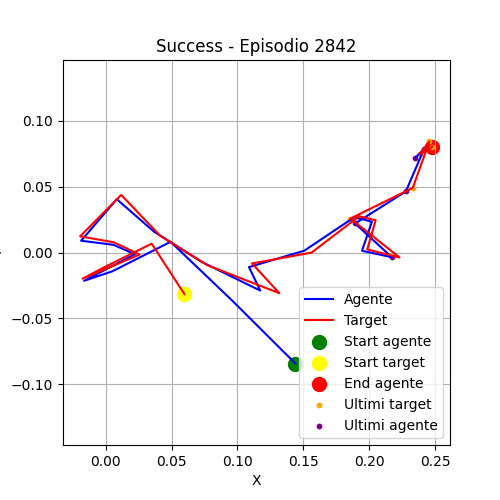 Success - Episodio 2842
0.10
0.05
0.00
−0.05
−0.10
0.00
0.05
0.10
0.15
0.20
0.25
X
Agente
Target
Start agente
Start target
End agente
Ultimi target
Ultimi agente